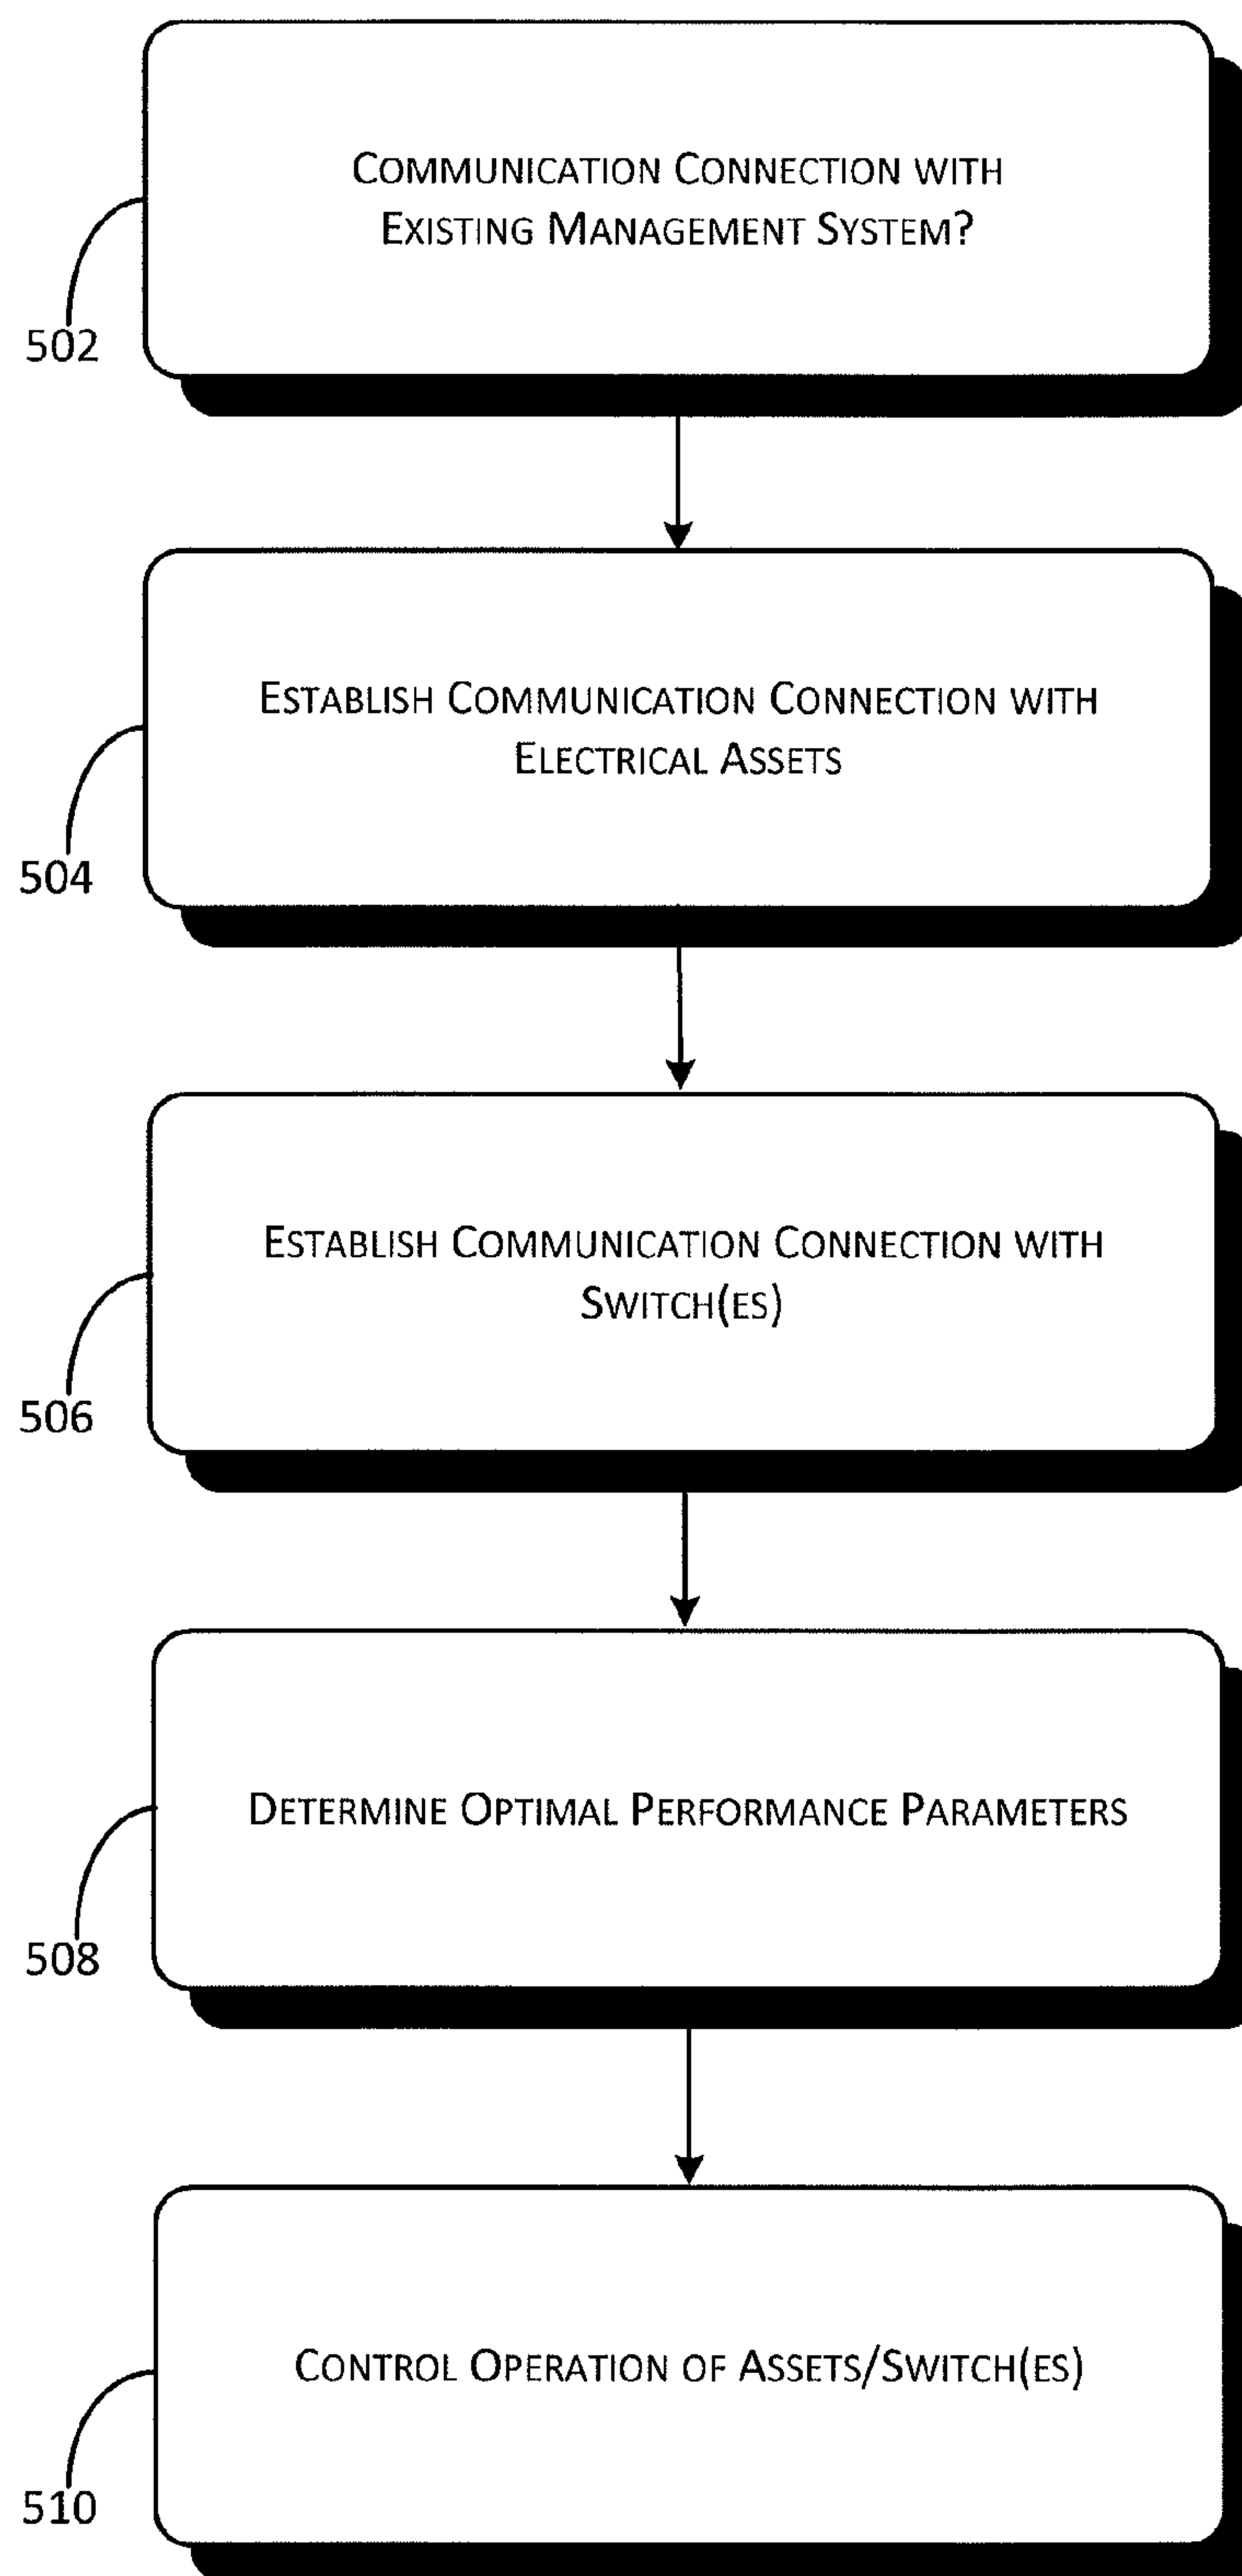 COMMUNICATION CONNECTION WITH
EXISTING MANAGEMENT SYSTEM?
502
ESTABLISH COMMUNICATION CONNECTION WITH
ELECTRICAL ASSETS
504
ESTABLISH COMMUNICATION CONNECTION WITH
SWITCH(ES)
506
DETERMINE OPTIMAL PERFORMANCE PARAMETERS
508
CONTROL OPERATION OF ASSETS/SWITCH(ES)
510